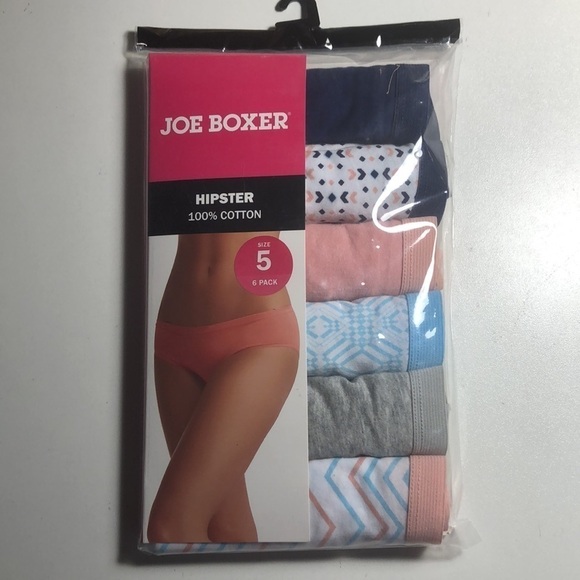 JOE BOXER®
HIPSTER
100% COTTON
SIZE
5
6 PACK